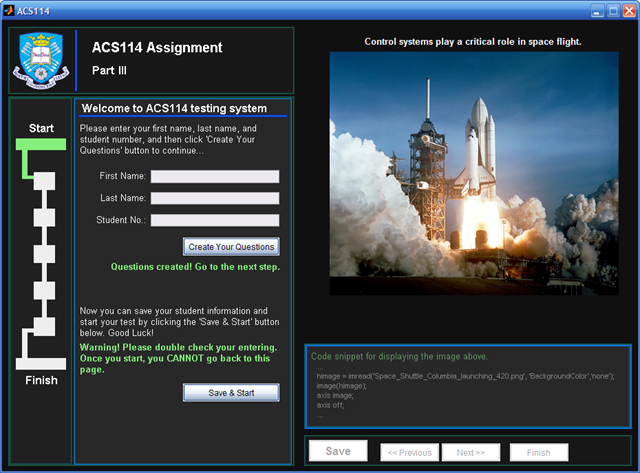 ACS114
ACS114 Assignment
Part III
Control systems play a critical role in space flight.
Start
Finish
Welcome to ACS114 testing system
Please enter your first name, last name, and
student number, and then click 'Create Your
Questions' button to continue...
First Name:
Last Name:
Student No.:
Create Your Questions
Questions created! Go to the next step.
Now you can save your student information and
start your test by clicking the 'Save & Start' button
below. Good Luck!
Warning! Please double check your entering.
Once you start, you CANNOT go back to this
page.
Save & Start
Code snippet for displaying the image above.
...
himage = imread('Space_Shuttle_Columbia_launching_420.png', 'BackgroundColor','none');
image(himage);
axis image;
axis off;
...
Save
<< Previous
Next >>
Finish